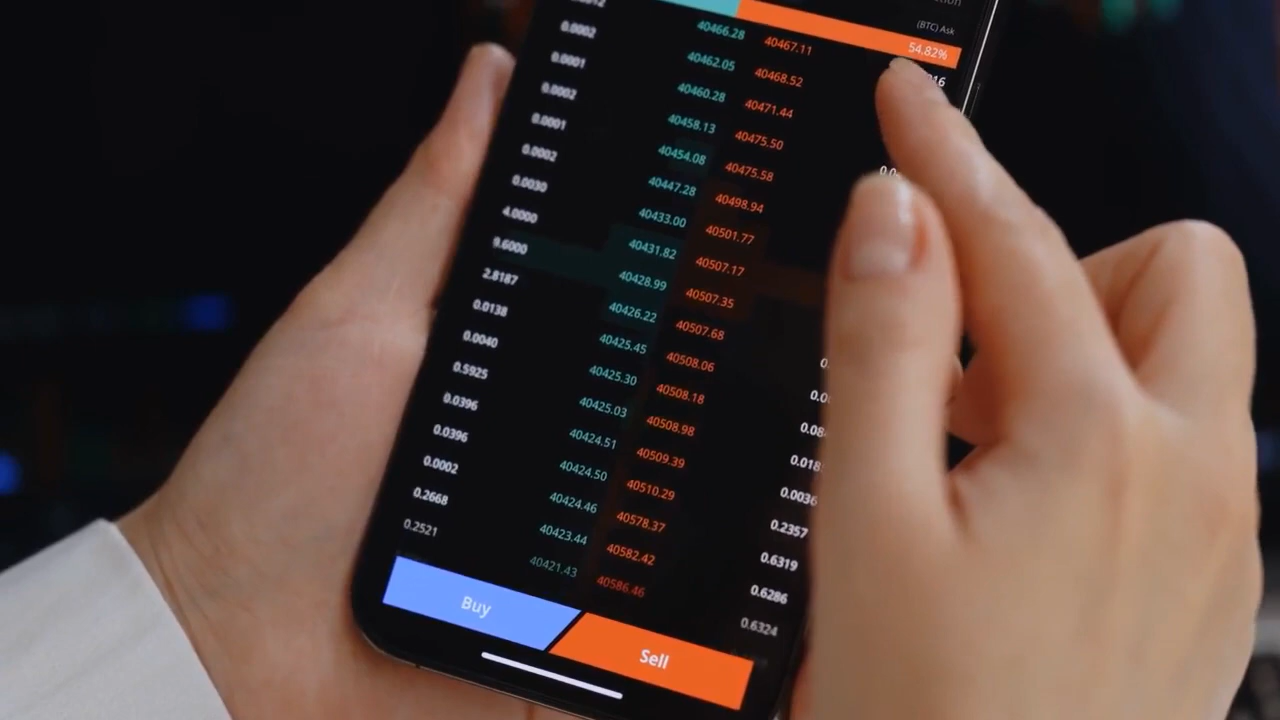 (BTC) Ask
54.82%
40466.28 40467.11
0.0002 40462.05 40468.52
0.0001 40460.28 40471.44
0.0002 40458.13 40475.50
0.0001 40454.08 40475.58
0.0002 40447.28 40498.94
0.0030 40433.00 40501.77
4.0000 40431.82 40507.17
9.6000 40428.99 40507.35
2.8187 40426.22 40507.68
0.0138 40425.45 40508.06
0.0040 40425.30 40508.18
0.5925 40425.03 40508.98
0.0396 40424.51 40509.39 0.0036
0.0396 40424.50 40510.29 0.2357
0.0002 40424.46 40578.37 0.6319
0.2668 40423.44 40582.42 0.6286
0.2521 40421.43 40586.46 0.6324
Buy Sell